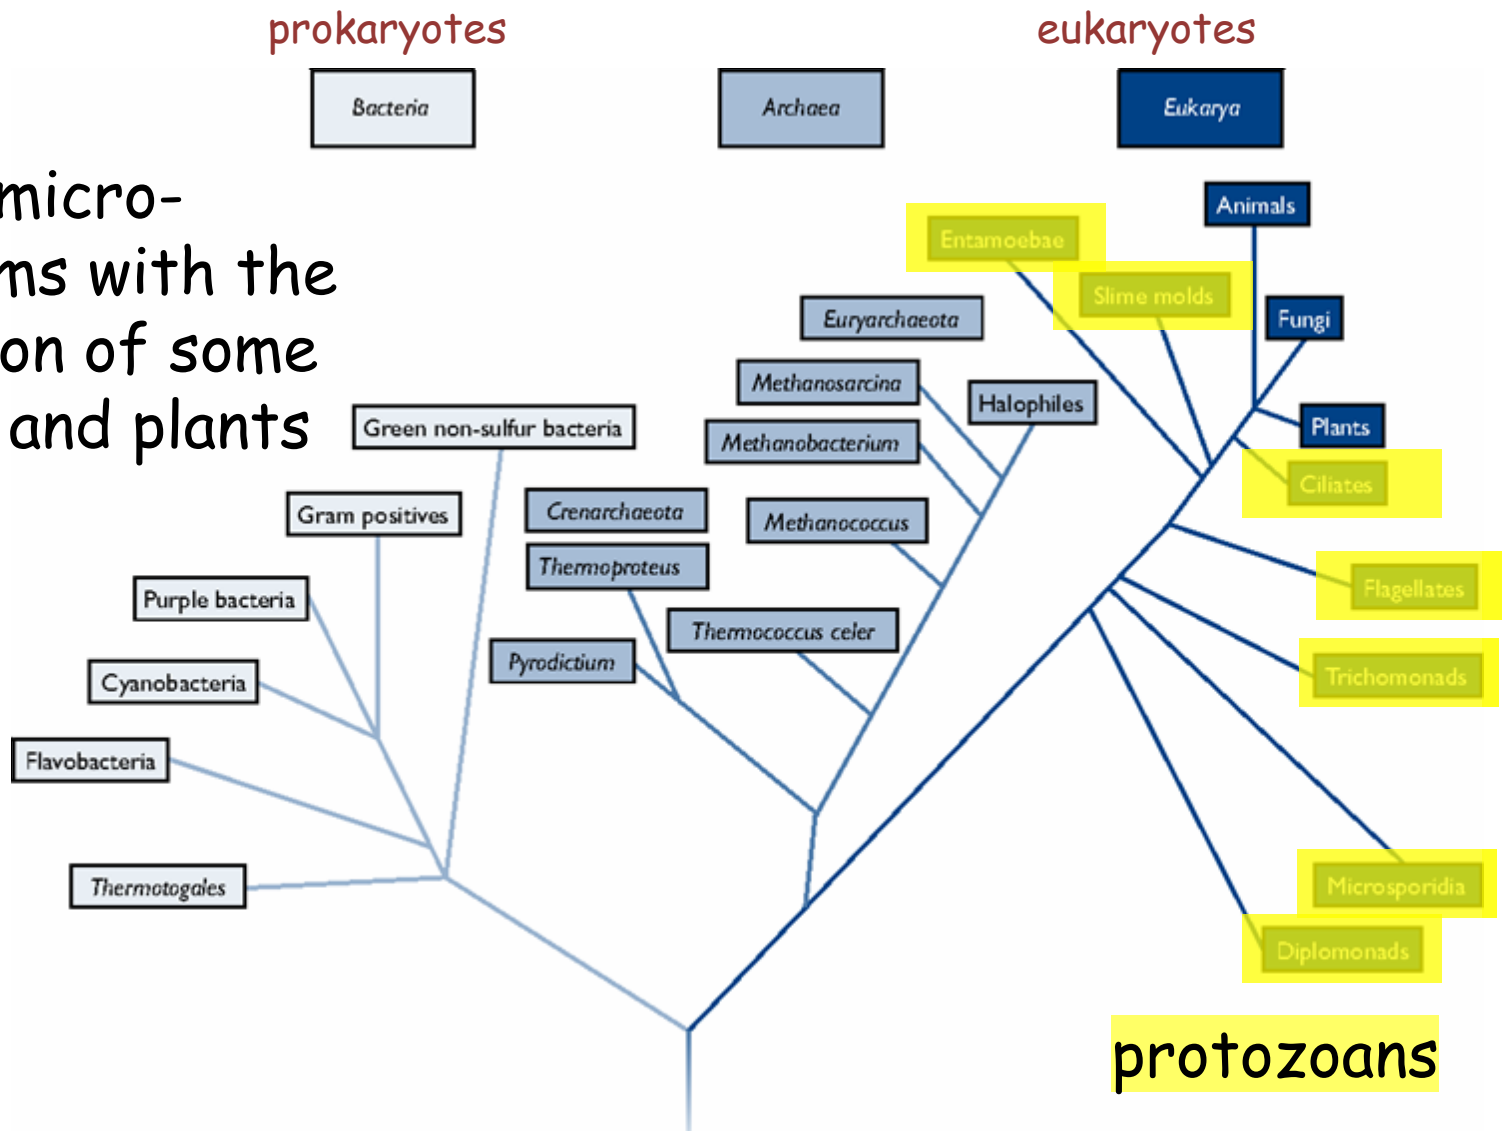 prokaryotes
eukaryotes
Bacteria
Archaea
Eukarya
micro-
ms with the
on of some
and plants
Animals
Entamoebae
Slime molds
Fungi
Euryarchaeota
Methanosarcina
Halophiles
Plants
Green non-sulfur bacteria
Methanobacterium
Ciliates
Gram positives
Crenarchaeota
Methanococcus
Thermoproteus
Flagellates
Purple bacteria
Thermococcus celer
Pyrodictium
Trichomonads
Cyanobacteria
Flavobacteria
Thermotogales
Microsporidia
Diplomonads
protozoans